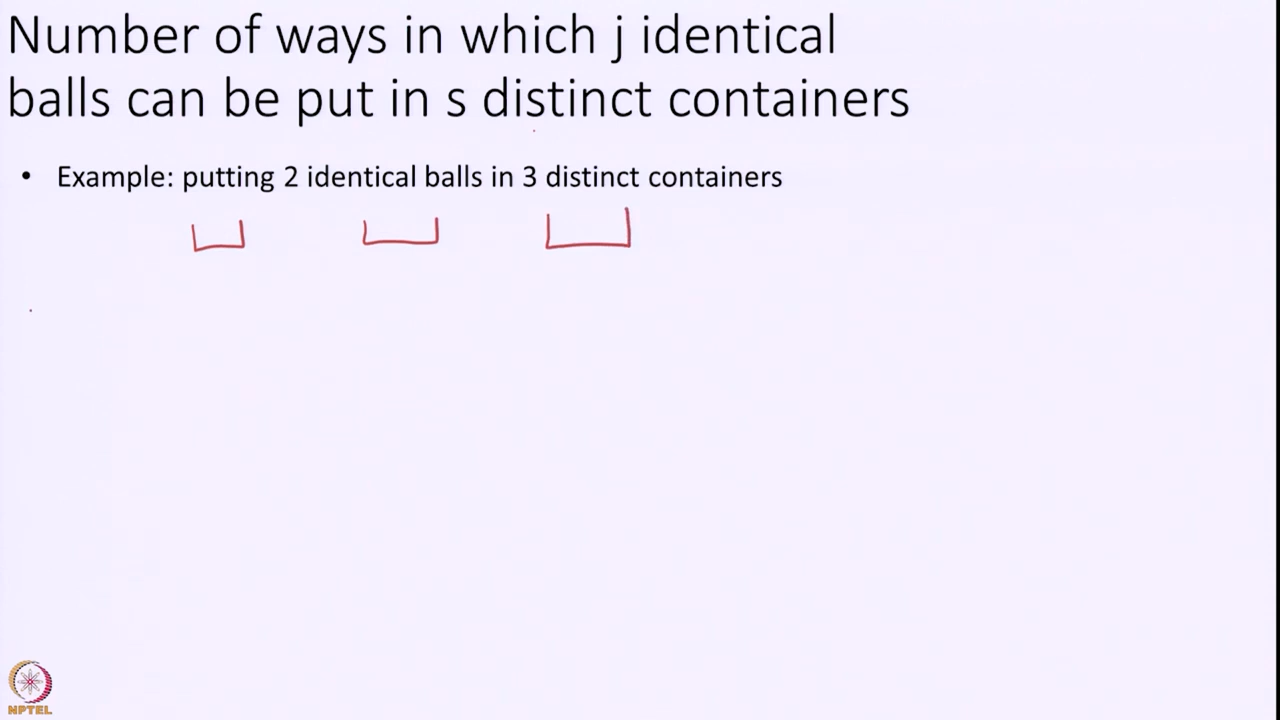 Number of ways in which j identical
balls can be put in s distinct containers
• Example: putting 2 identical balls in 3 distinct containers
NPTEL